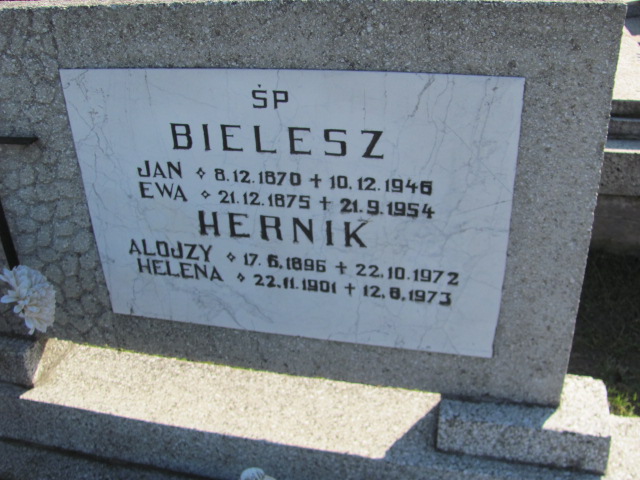 ŚP
BIELESZ
JAN ⋄ 8.12.1870 + 10.12.1946
EWA ⋄ 21.12.1875 + 21.9.1954
HERNIK
ALOJZY ⋄ 17.6.1896 + 22.10.1972
HELENA ⋄ 22.11.1901 + 12.8.1973